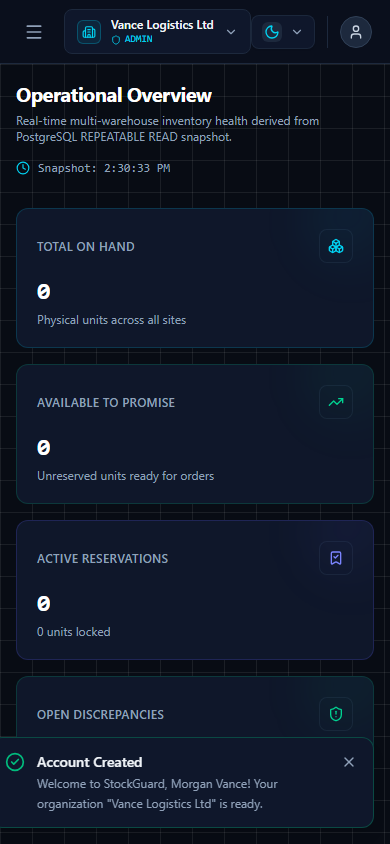 Vance Logistics Ltd
ADMIN
Operational Overview
Real-time multi-warehouse inventory health derived from
PostgreSQL REPEATABLE READ snapshot.
Snapshot: 2:30:33 PM
TOTAL ON HAND
0
Physical units across all sites
AVAILABLE TO PROMISE
0
Unreserved units ready for orders
ACTIVE RESERVATIONS
0
0 units locked
OPEN DISCREPANCIES
Account Created
Welcome to StockGuard, Morgan Vance! Your
organization "Vance Logistics Ltd" is ready.